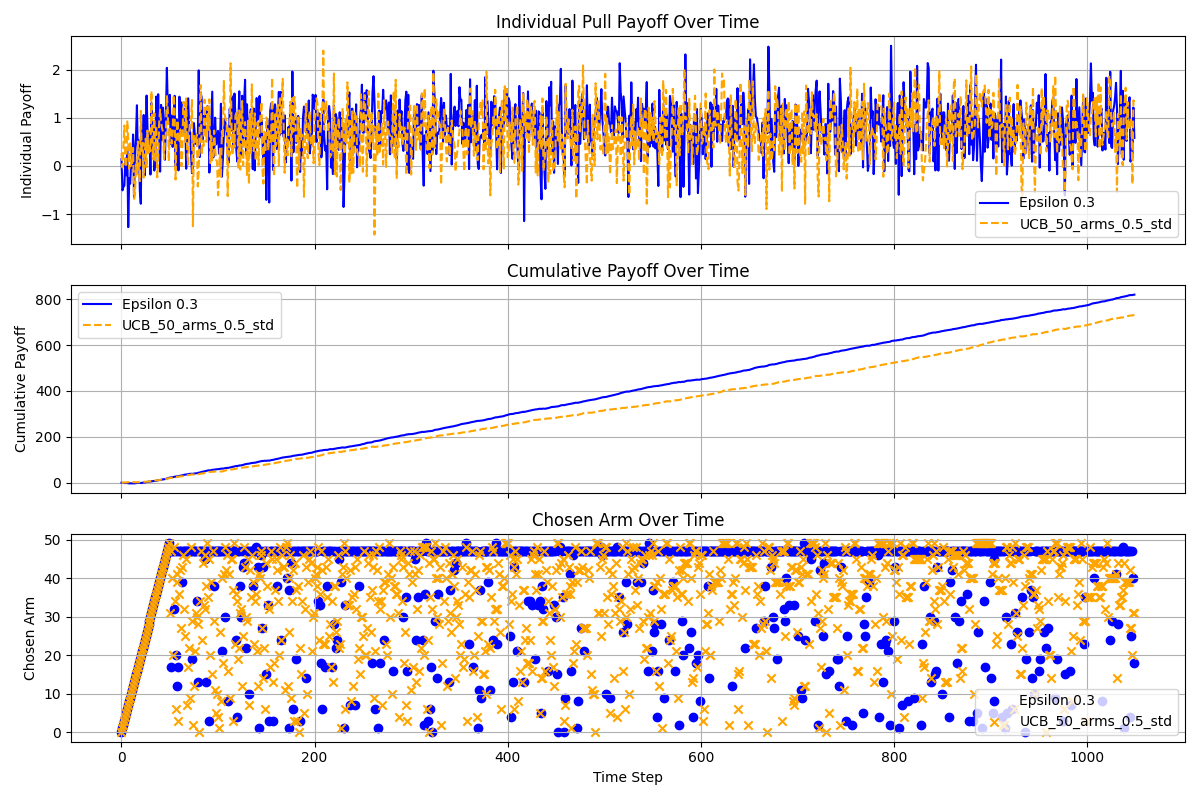 Individual Pull Payoff Over Time
Individual Payoff
2
1
0
−1
Epsilon 0.3
UCB_50_arms_0.5_std
Cumulative Payoff Over Time
Cumulative Payoff
800
600
400
200
0
Epsilon 0.3
UCB_50_arms_0.5_std
Chosen Arm Over Time
Chosen Arm
50
40
30
20
10
0
Epsilon 0.3
UCB_50_arms_0.5_std
0 200 400 600 800 1000
Time Step